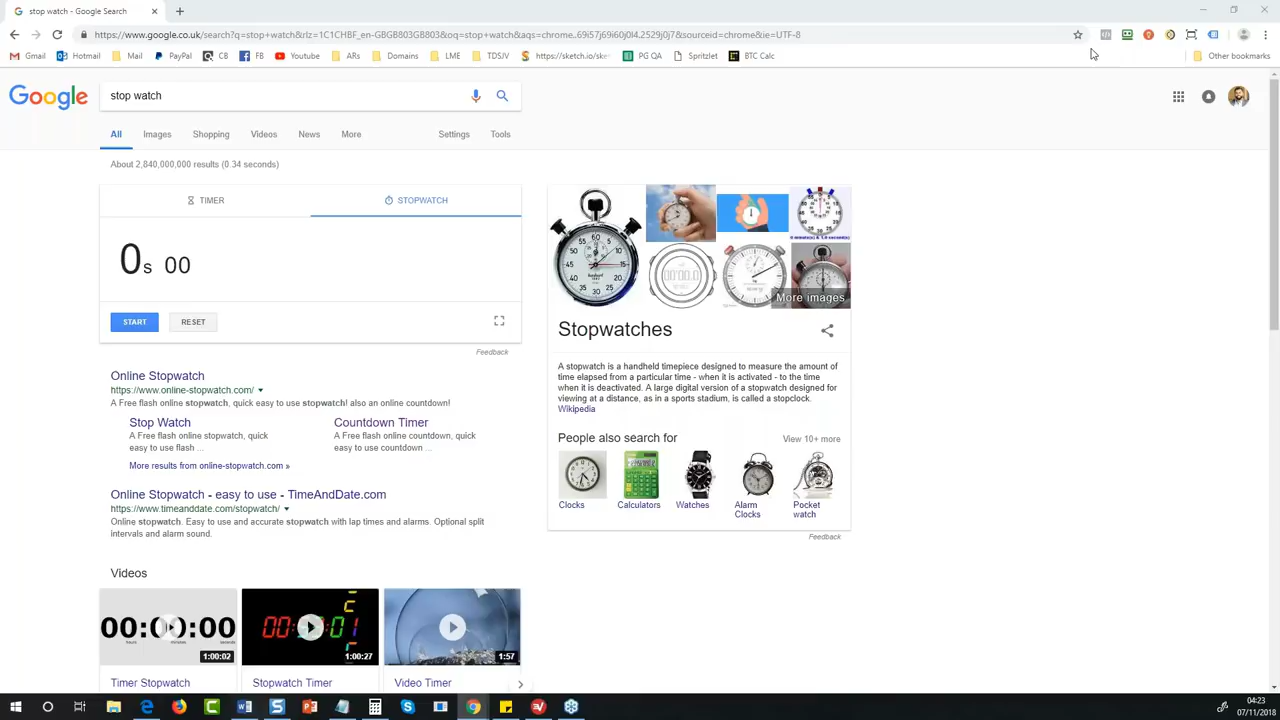 stop watch - Google Search
https://www.google.co.uk/search?q=stop+watch&rlz=1C1CHBF_en-GBGB803GB803&oq=stop+watch&aqs=chrome..69i57j69i60j0l4.2529j0j7&sourceid=chrome&ie=UTF-8
Gmail Hotmail Mail PayPal CB FB Youtube ARs Domains LME TDSJV https://sketch.io/ske PG QA Spritzlet BTC Calc Other bookmarks
Google stop watch
All Images Shopping Videos News More Settings Tools
About 2,840,000,000 results (0.34 seconds)
TIMER STOPWATCH
0s 00
START RESET
Feedback
Online Stopwatch
https://www.online-stopwatch.com/
A Free flash online stopwatch, quick easy to use stopwatch! also an online countdown!
Stop Watch
A Free flash online stopwatch, quick
easy to use flash ...
Countdown Timer
A Free flash online countdown, quick
easy to use countdown ...
More results from online-stopwatch.com »
Online Stopwatch - easy to use - TimeAndDate.com
https://www.timeanddate.com/stopwatch/
Online stopwatch. Easy to use and accurate stopwatch with lap times and alarms. Optional split
intervals and alarm sound.
Videos
00:00:00
1:00:02
1:00:27
1:57
Timer Stopwatch
Stopwatch Timer
Video Timer
More images
Stopwatches
A stopwatch is a handheld timepiece designed to measure the amount of
time elapsed from a particular time - when it is activated - to the time
when it is deactivated. A large digital version of a stopwatch designed for
viewing at a distance, as in a sports stadium, is called a stopclock.
Wikipedia
People also search for View 10+ more
Clocks
Calculators
Watches
Alarm
Clocks
Pocket
watch
Feedback
04:23
07/11/2018